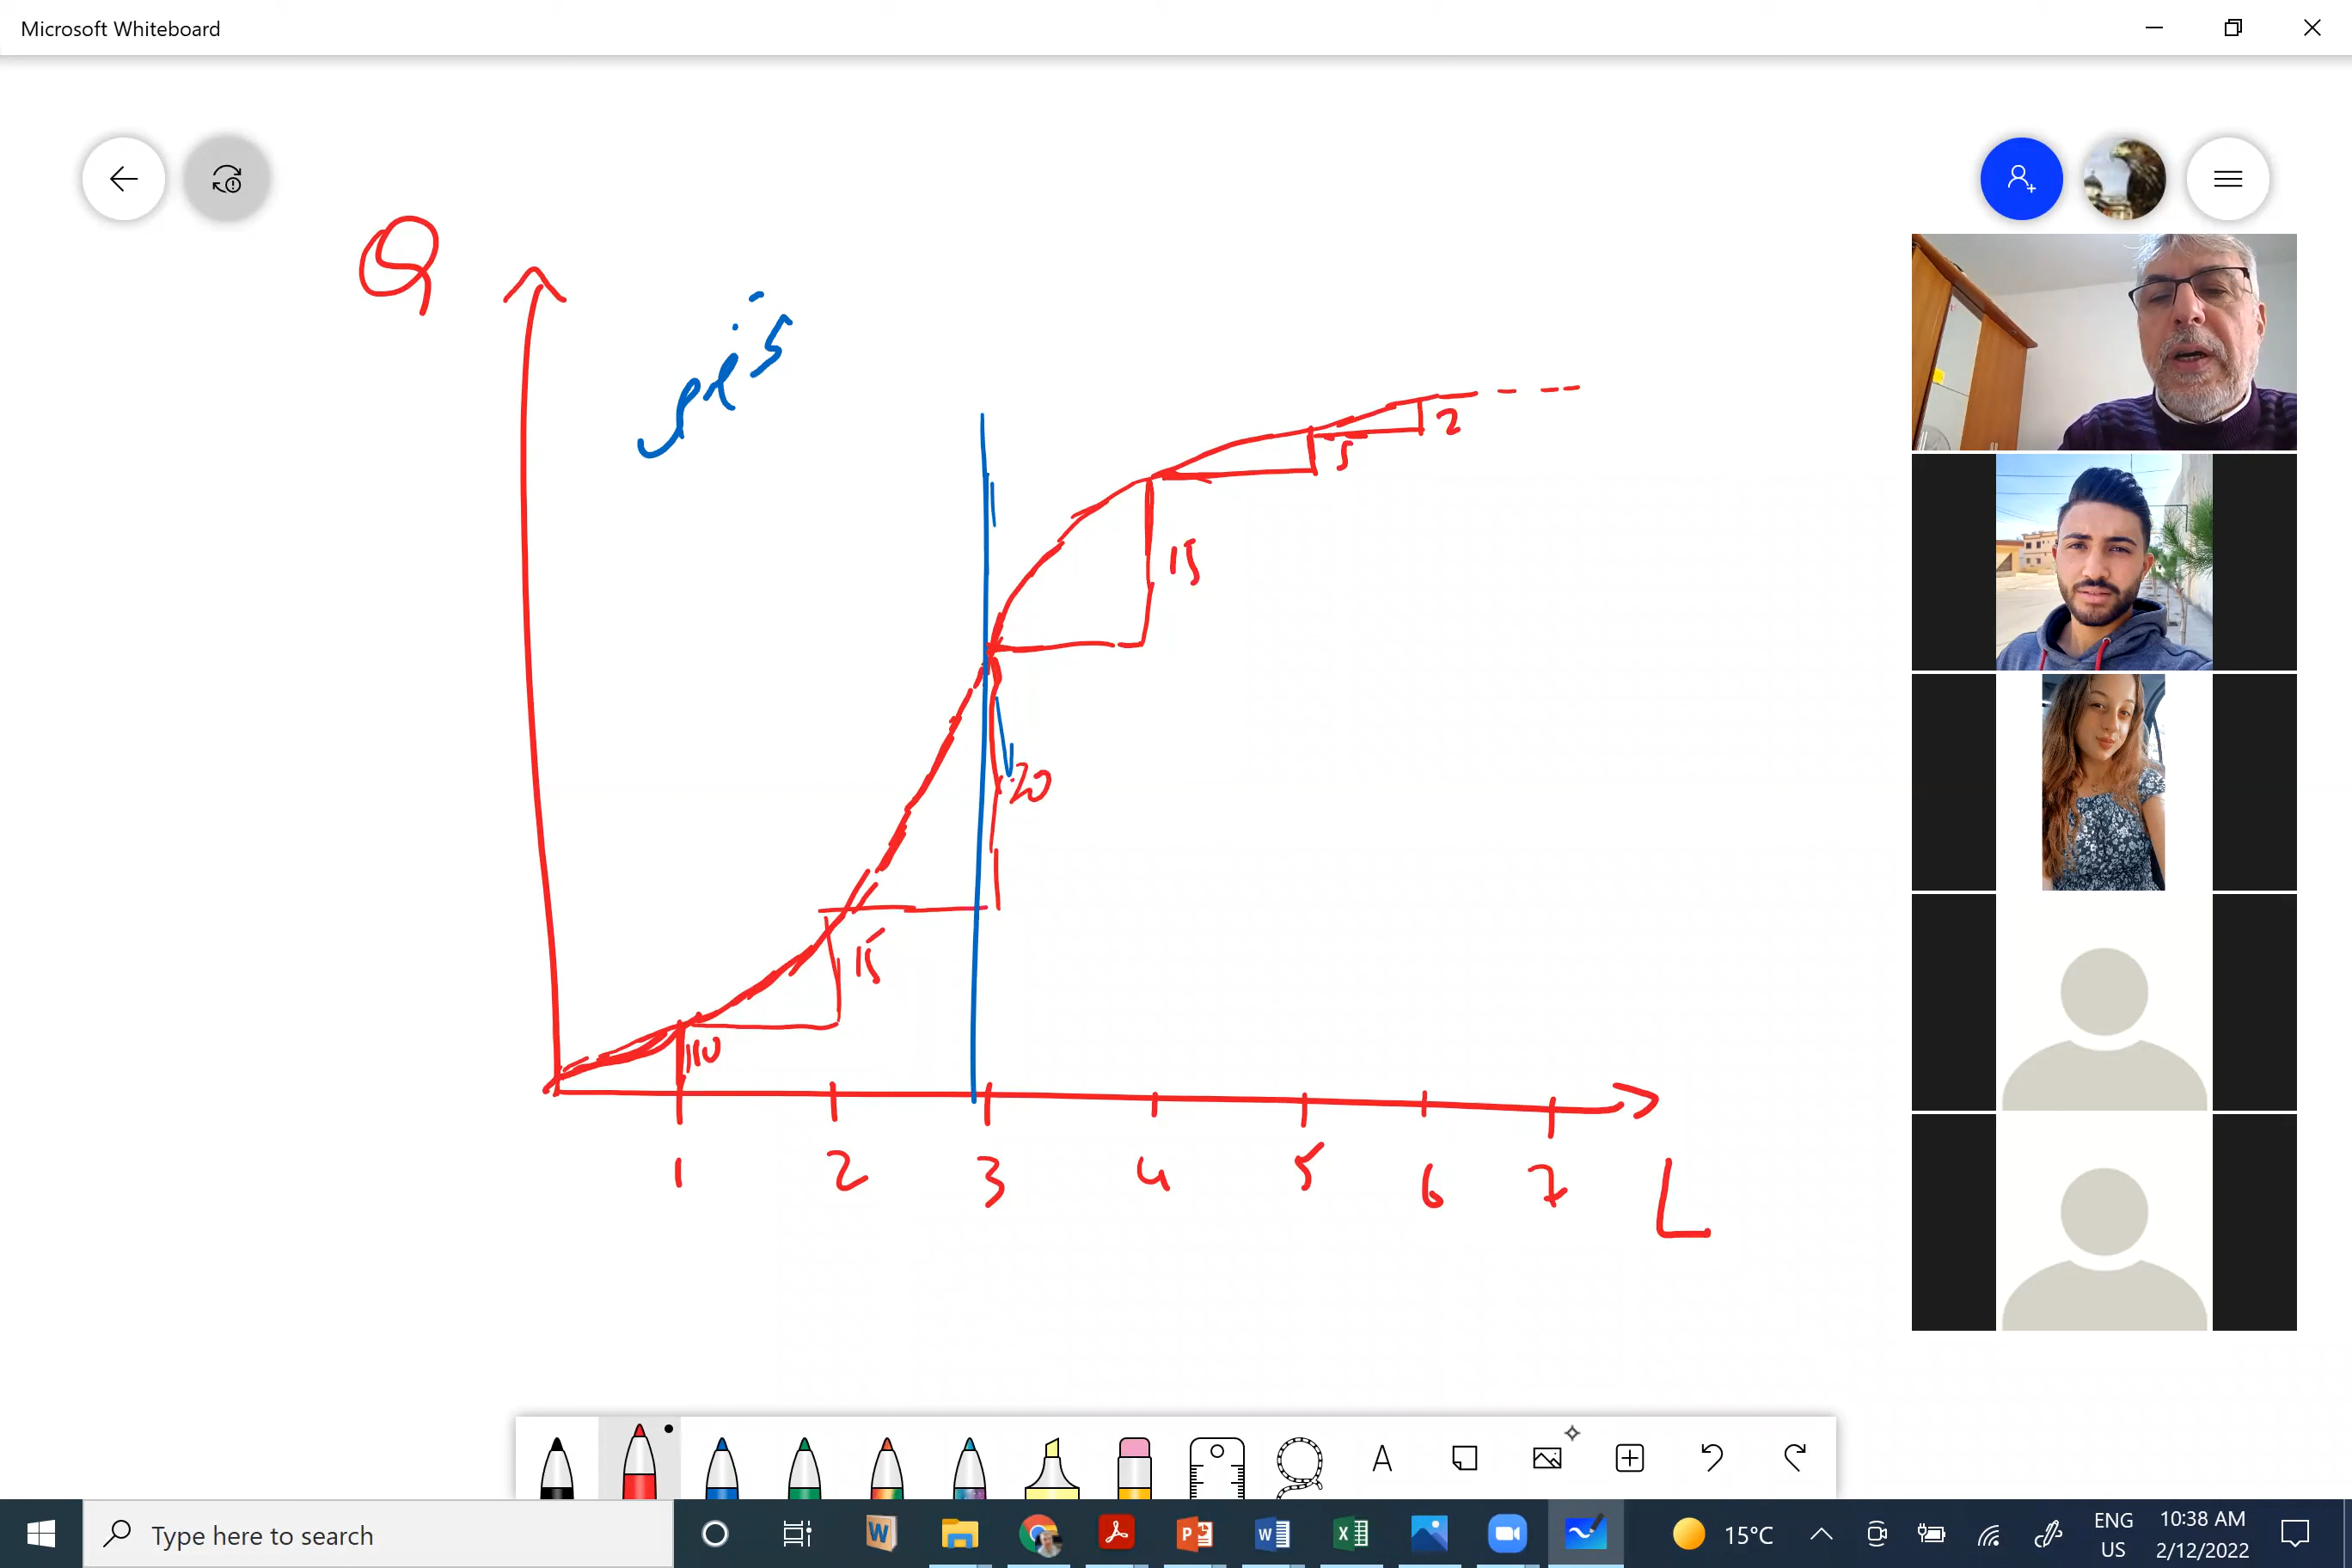 Microsoft Whiteboard
Q
2
5
15
20
15
10
1 2 3 4 5 6 7
L
A
Type here to search
15°C
ENG
US
10:38 AM
2/12/2022